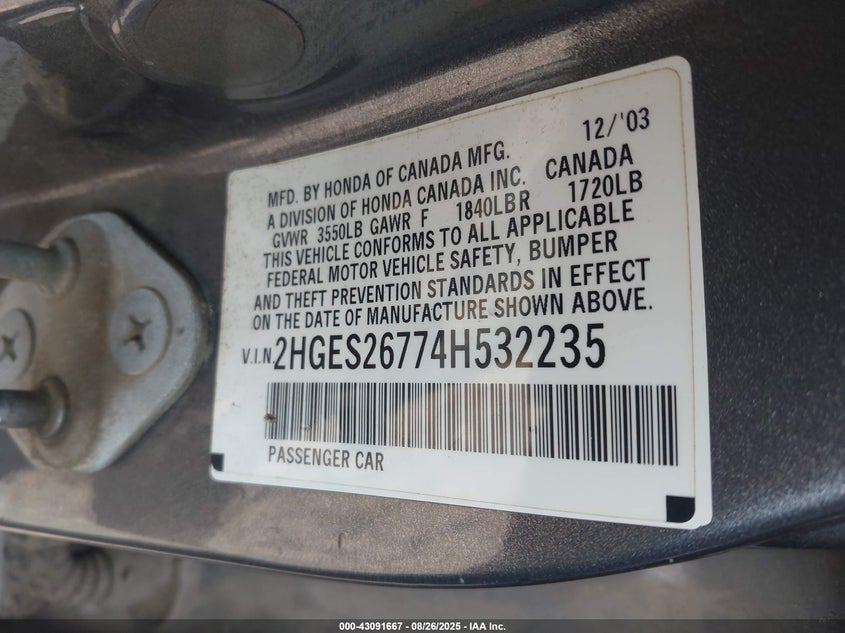 12/'03
MFD. BY HONDA OF CANADA MFG.
A DIVISION OF HONDA CANADA INC. CANADA
GVWR 3550LB GAWR F 1840LB R 1720LB
THIS VEHICLE CONFORMS TO ALL APPLICABLE
FEDERAL MOTOR VEHICLE SAFETY, BUMPER
AND THEFT PREVENTION STANDARDS IN EFFECT
ON THE DATE OF MANUFACTURE SHOWN ABOVE.
V.I.N. 2HGES26774H532235
PASSENGER CAR
000-43091667 - 08/26/2025 - IAA Inc.